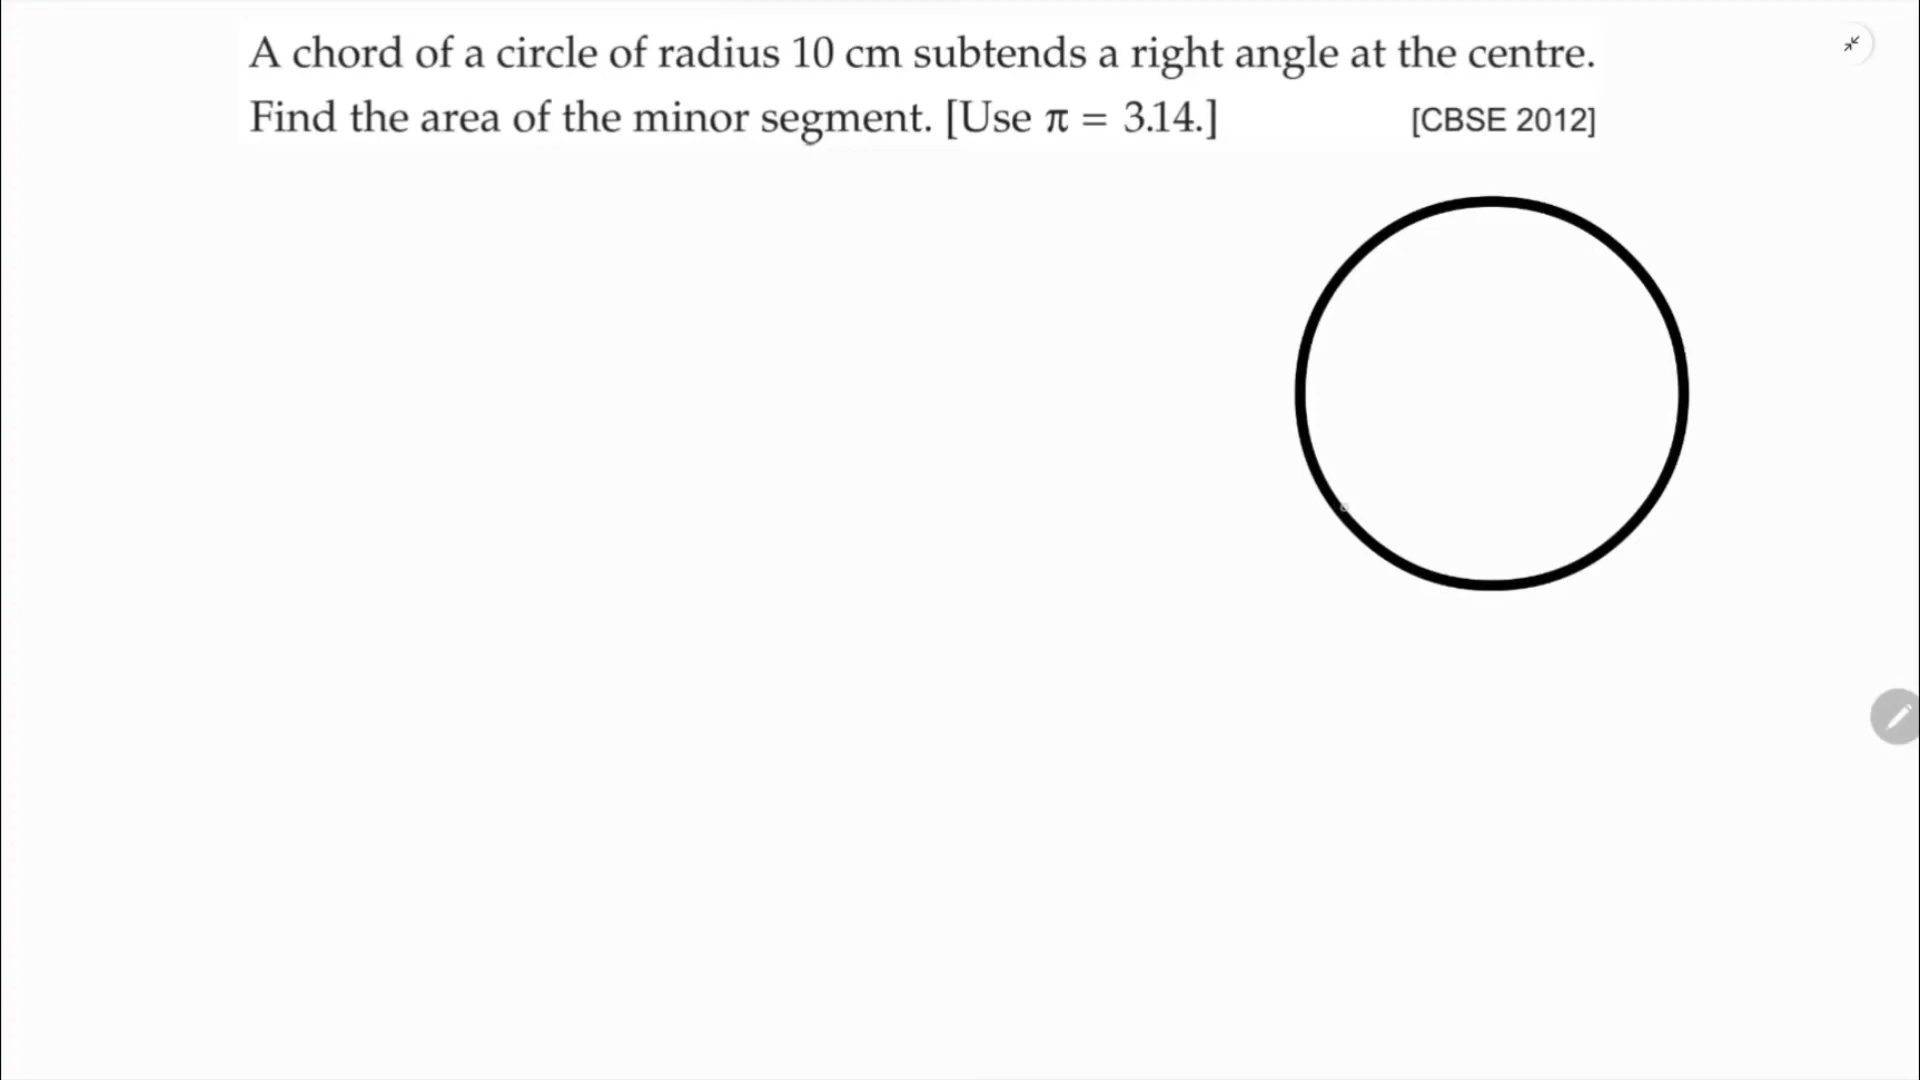 A chord of a circle of radius 10 cm subtends a right angle at the centre.
Find the area of the minor segment. [Use π = 3.14.] [CBSE 2012]